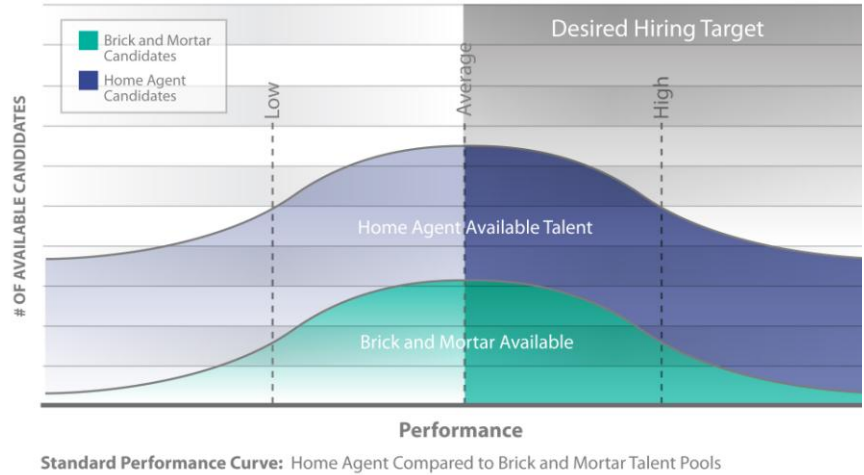 Desired Hiring Target
Brick and Mortar
Candidates
Home Agent
Candidates
Low
Average
High
# OF AVAILABLE CANDIDATES
Home Agent Available Talent
Brick and Mortar Available
Performance
Standard Performance Curve: Home Agent Compared to Brick and Mortar Talent Pools